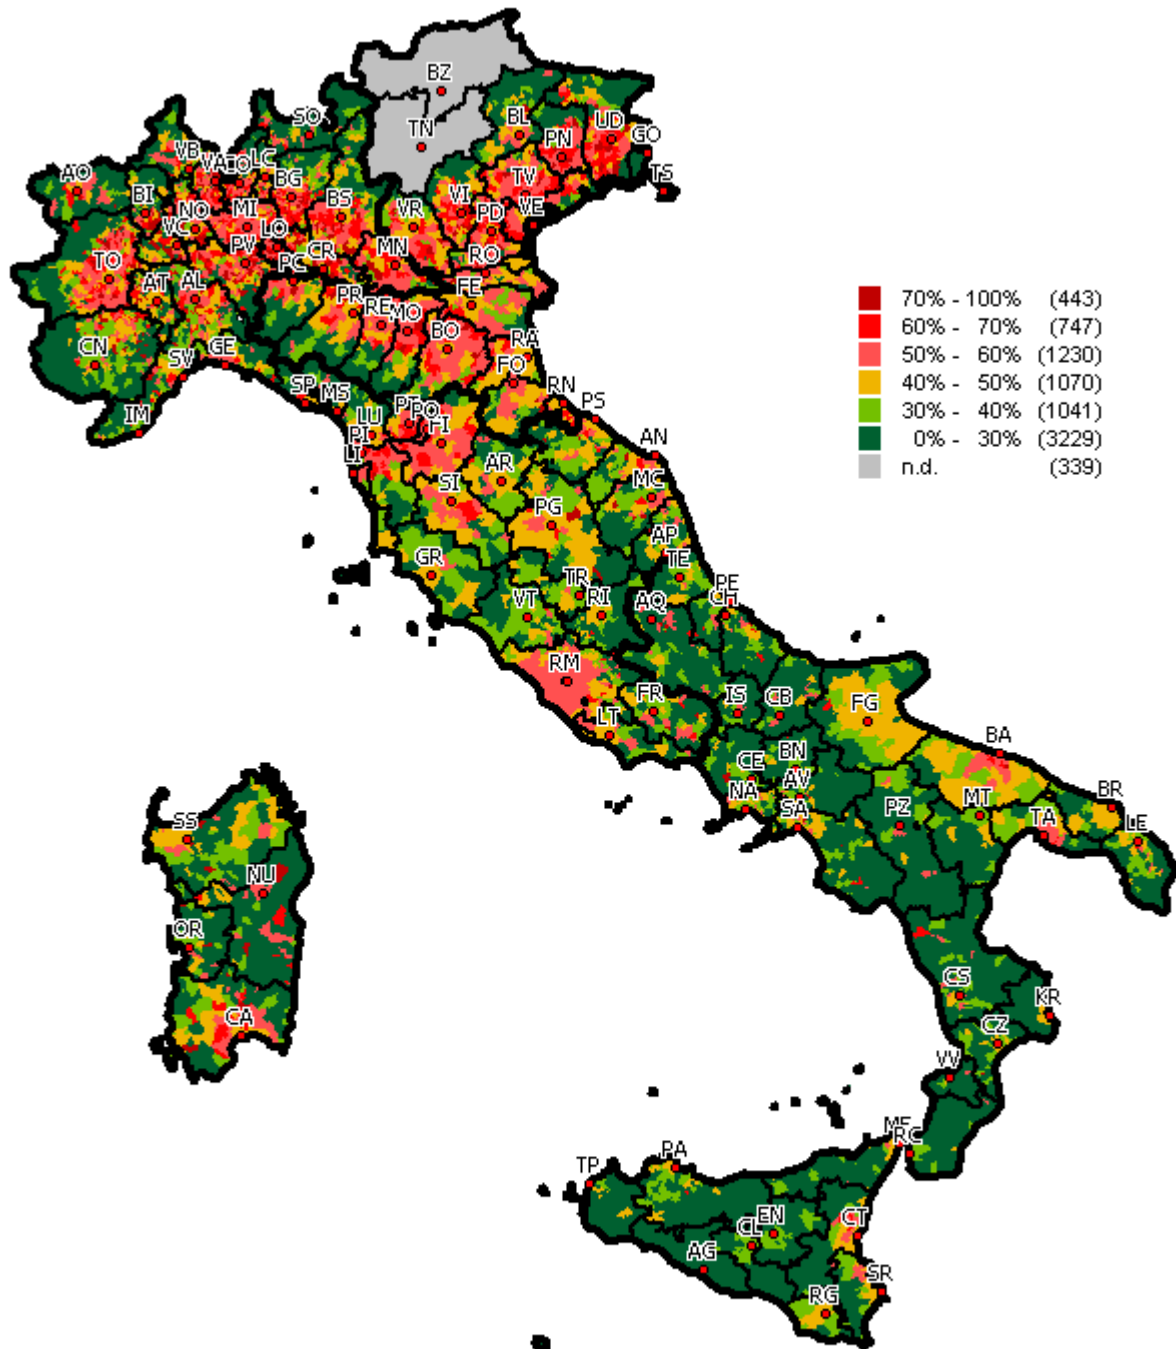 BZ
TN
SO
BL
UD
PN
GO
TS
VB
VA
CO
LC
BG
AO
BI
NO
VC
MI
LO
BS
VR
VI
TV
PD
VE
TO
PV
PC
CR
MN
RO
FE
AT
AL
PR
RE
MO
BO
RA
CN
SV
GE
FO
RN
PS
IM
SP
MS
LU
PT
PO
FI
PI
LI
AN
AR
SI
PG
MC
AP
TE
GR
TR
RI
VT
AQ
PE
CH
RM
FR
LT
IS
CB
FG
BA
CE
BN
AV
NA
SA
PZ
MT
TA
BR
LE
SS
NU
OR
CA
CS
KR
CZ
VV
ME
RC
TP
PA
CT
EN
CL
AG
SR
RG
70% - 100% (443)
60% - 70% (747)
50% - 60% (1230)
40% - 50% (1070)
30% - 40% (1041)
0% - 30% (3229)
n.d. (339)